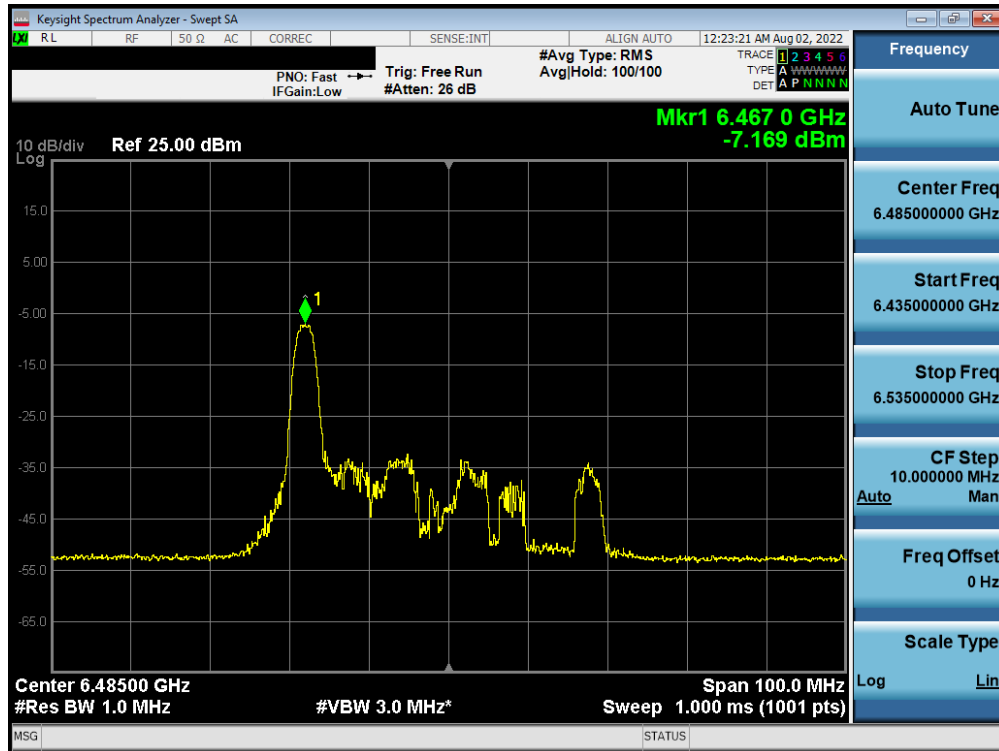 Keysight Spectrum Analyzer - Swept SA
LXI RL RF 50 Ω AC CORREC SENSE:INT ALIGN AUTO 12:23:21 AM Aug 02, 2022
PNO: Fast
IFGain:Low
Trig: Free Run
#Atten: 26 dB
#Avg Type: RMS
Avg|Hold: 100/100
TRACE 1 2 3 4 5 6
TYPE A WWWWW
DET A P N N N N
Mkr1 6.467 0 GHz
-7.169 dBm
10 dB/div Ref 25.00 dBm
Log
15.0
5.00
-5.00
-15.0
-25.0
-35.0
-45.0
-55.0
-65.0
1
Center 6.48500 GHz Span 100.0 MHz
#Res BW 1.0 MHz #VBW 3.0 MHz* Sweep 1.000 ms (1001 pts)
MSG STATUS
Frequency
Auto Tune
Center Freq
6.485000000 GHz
Start Freq
6.435000000 GHz
Stop Freq
6.535000000 GHz
CF Step
10.000000 MHz
Auto Man
Freq Offset
0 Hz
Scale Type
Log Lin